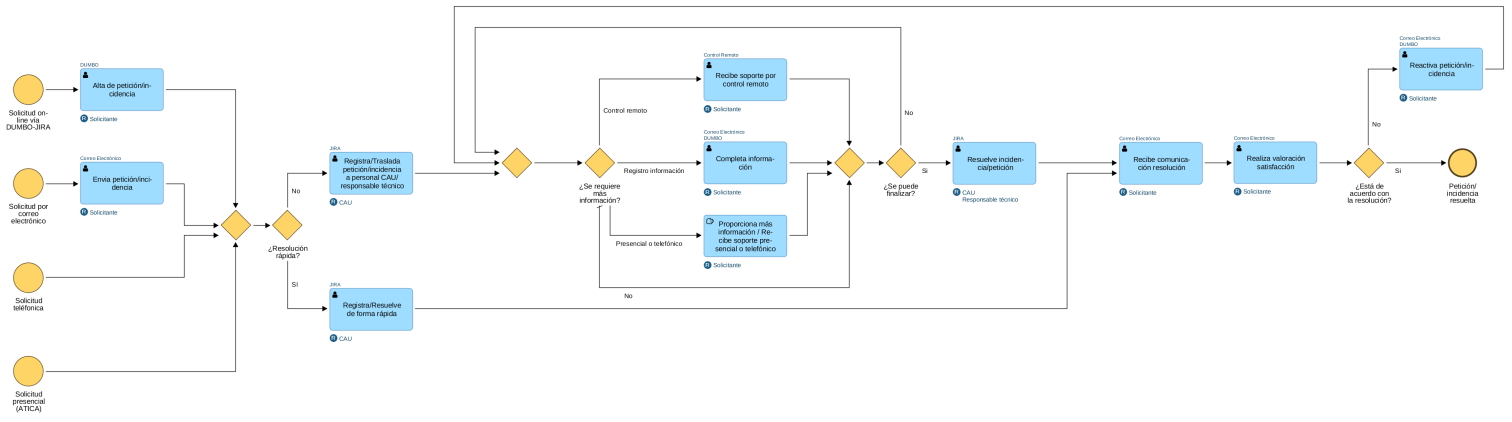 DUMBO
Alta de petición/in-
cidencia
Solicitante
Solicitud on-
line vía
DUMBO-JIRA
Correo Electrónico
Envia petición/inci-
dencia
Solicitante
Solicitud por
correo
electrónico
Solicitud
teléfonica
Solicitud
presencial
(ATICA)
¿Resolución
rápida?
No
SI
JIRA
Registra/Traslada
petición/incidencia
a personal CAU/
responsable técnico
R CAU
JIRA
Registra/Resuelve
de forma rápida
R CAU
¿Se requiere
más
información?
Control remoto
Registro información
Presencial o telefónico
No
Control Remoto
Recibe soporte por
control remoto
R Solicitante
Correo Electrónico
DUMBO
Completa informa-
ción
R Solicitante
Proporciona más
información / Re-
cibe soporte pre-
sencial o telefónico
R Solicitante
No
¿Se puede
finalizar?
Si
JIRA
Resuelve inciden-
cia/petición
R CAU
Responsable técnico
Correo Electrónico
Recibe comunica-
ción resolución
R Solicitante
Correo Electrónico
Realiza valoración
satisfacción
R Solicitante
No
¿Está de
acuerdo con
la resolución?
Si
Correo Electrónico
DUMBO
Reactiva petición/in-
cidencia
R Solicitante
Petición/
incidencia
resuelta